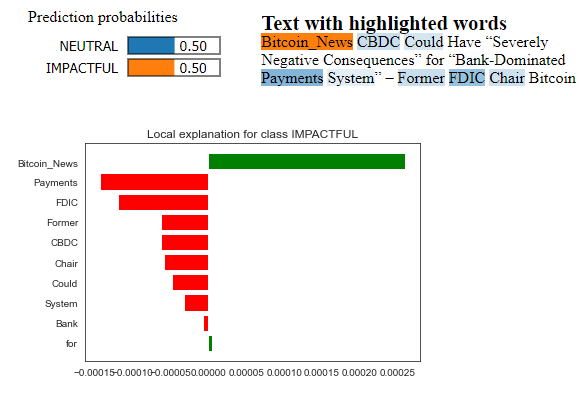 Prediction probabilities
NEUTRAL 0.50
IMPACTFUL 0.50
Text with highlighted words
Bitcoin_News CBDC Could Have “Severely
Negative Consequences” for “Bank-Dominated
Payments System” – Former FDIC Chair Bitcoin
Local explanation for class IMPACTFUL
Bitcoin_News
Payments
FDIC
Former
CBDC
Chair
Could
System
Bank
for
−0.00015 −0.00010 −0.00005 0.00000 0.00005 0.00010 0.00015 0.00020 0.00025